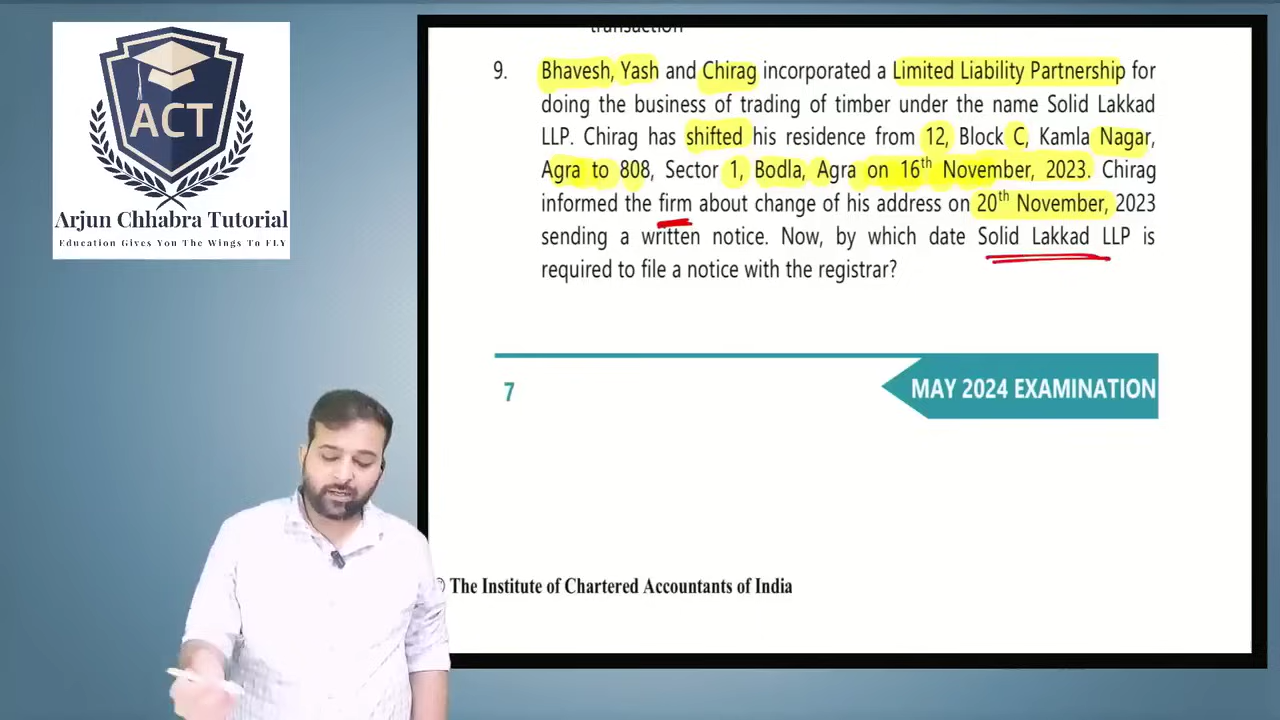 ACT
Arjun Chhabra Tutorial
Education Gives You The Wings To FLY
transaction
9. Bhavesh, Yash and Chirag incorporated a Limited Liability Partnership for
doing the business of trading of timber under the name Solid Lakkad
LLP. Chirag has shifted his residence from 12, Block C, Kamla Nagar,
Agra to 808, Sector 1, Bodla, Agra on 16th November, 2023. Chirag
informed the firm about change of his address on 20th November, 2023
sending a written notice. Now, by which date Solid Lakkad LLP is
required to file a notice with the registrar?
7
MAY 2024 EXAMINATION
© The Institute of Chartered Accountants of India